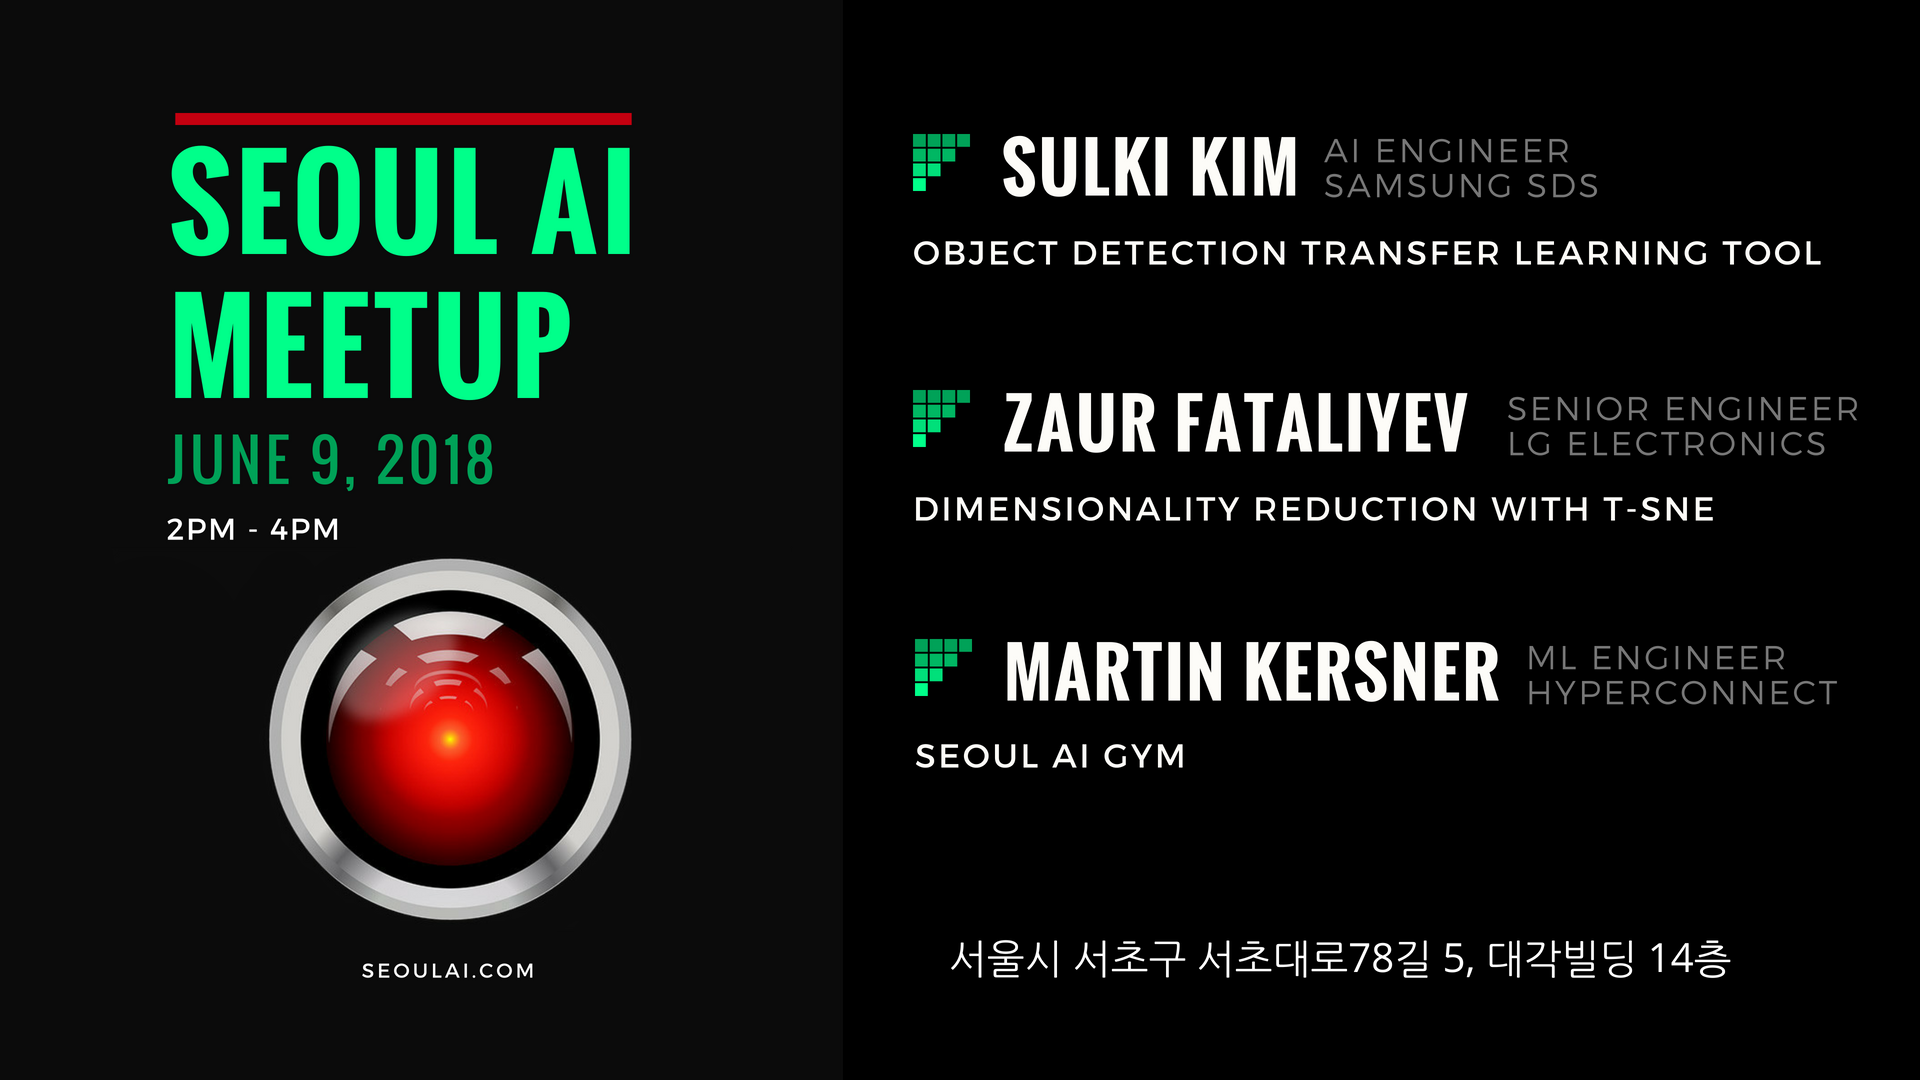 SEOUL AI
MEETUP
JUNE 9, 2018
2PM - 4PM
SEOULAI.COM
SULKI KIM
AI ENGINEER
SAMSUNG SDS
OBJECT DETECTION TRANSFER LEARNING TOOL
ZAUR FATALIYEV
SENIOR ENGINEER
LG ELECTRONICS
DIMENSIONALITY REDUCTION WITH T-SNE
MARTIN KERSNER
ML ENGINEER
HYPERCONNECT
SEOUL AI GYM
서울시 서초구 서초대로78길 5, 대각빌딩 14층